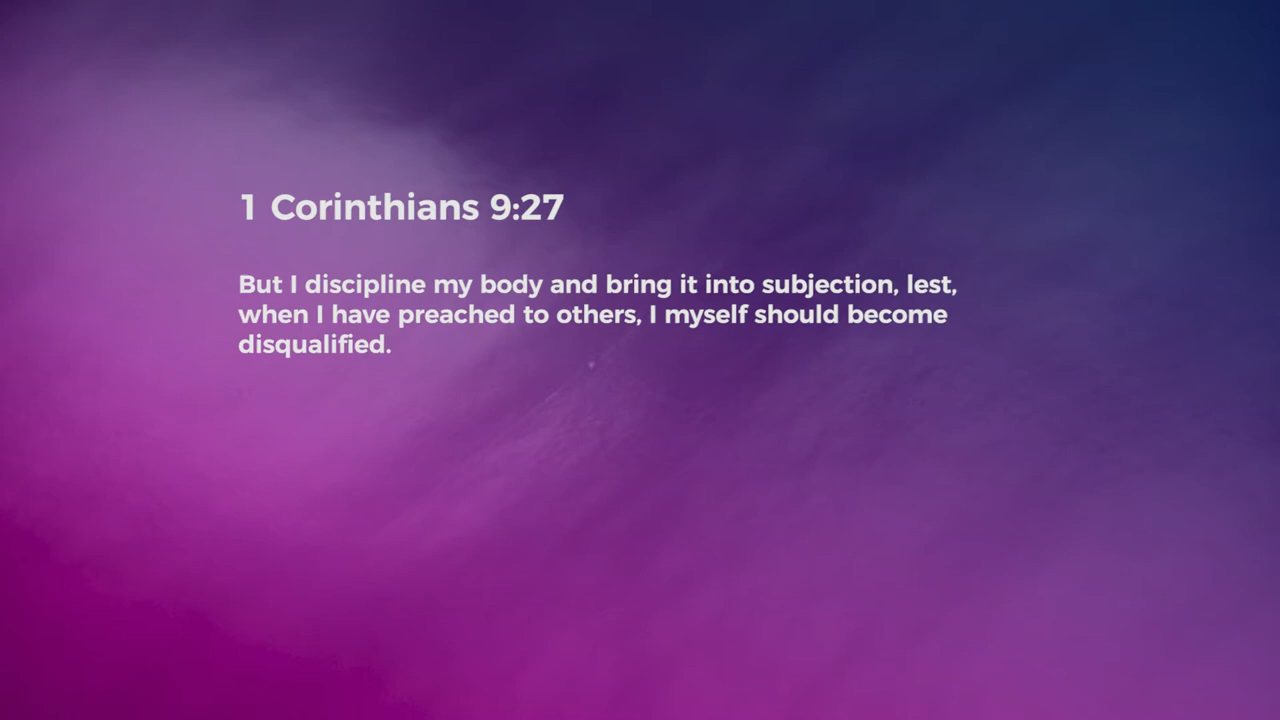 1 Corinthians 9:27
But I discipline my body and bring it into subjection, lest,
when I have preached to others, I myself should become
disqualified.